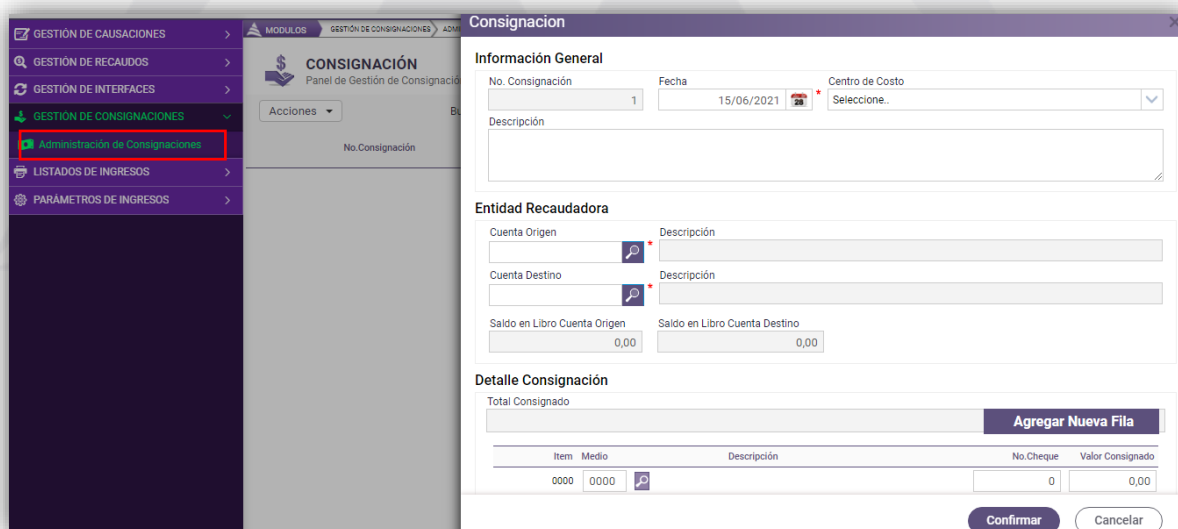 GESTIÓN DE CAUSACIONES
GESTIÓN DE RECAUDOS
GESTIÓN DE INTERFACES
GESTIÓN DE CONSIGNACIONES
Administración de Consignaciones
LISTADOS DE INGRESOS
PARÁMETROS DE INGRESOS
MODULOS GESTIÓN DE CONSIGNACIONES
CONSIGNACIÓN
Panel de Gestión de
Acciones
No.Consignación
Consignacion
Información General
No. Consignación Fecha Centro de Costo
1 15/06/2021 28 * Seleccione..
Descripción
Entidad Recaudadora
Cuenta Origen Descripción
*
Cuenta Destino Descripción
*
Saldo en Libro Cuenta Origen Saldo en Libro Cuenta Destino
0,00 0,00
Detalle Consignación
Total Consignado
Agregar Nueva Fila
Item Medio Descripción No.Cheque Valor Consignado
0000 0000 0 0,00
Confirmar Cancelar